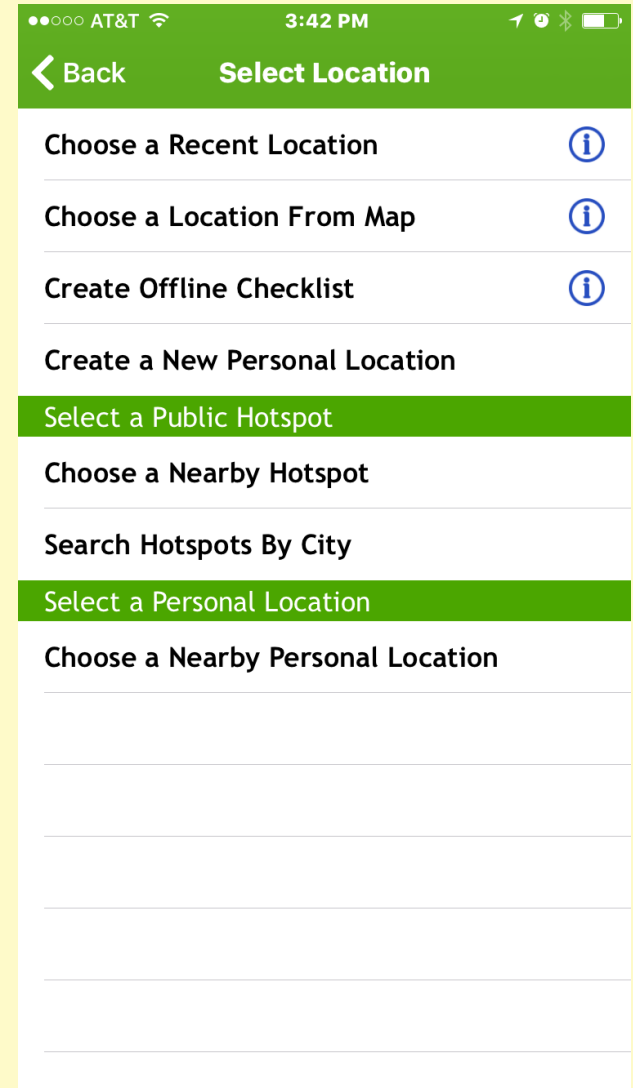 AT&T 3:42 PM
Back Select Location
Choose a Recent Location
Choose a Location From Map
Create Offline Checklist
Create a New Personal Location
Select a Public Hotspot
Choose a Nearby Hotspot
Search Hotspots By City
Select a Personal Location
Choose a Nearby Personal Location